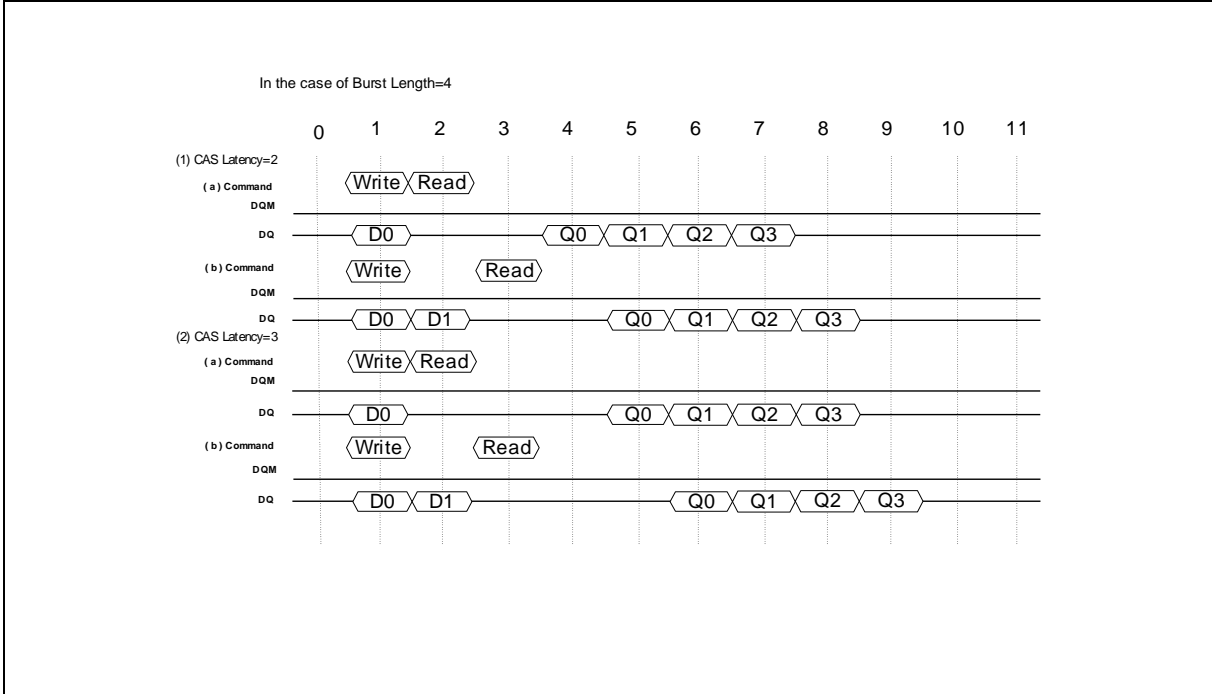 In the case of Burst Length=4
0 1 2 3 4 5 6 7 8 9 10 11
(1) CAS Latency=2
( a ) Command Write Read
DQM
DQ D0 Q0 Q1 Q2 Q3
( b ) Command Write Read
DQM
DQ D0 D1 Q0 Q1 Q2 Q3
(2) CAS Latency=3
( a ) Command Write Read
DQM
DQ D0 Q0 Q1 Q2 Q3
( b ) Command Write Read
DQM
DQ D0 D1 Q0 Q1 Q2 Q3